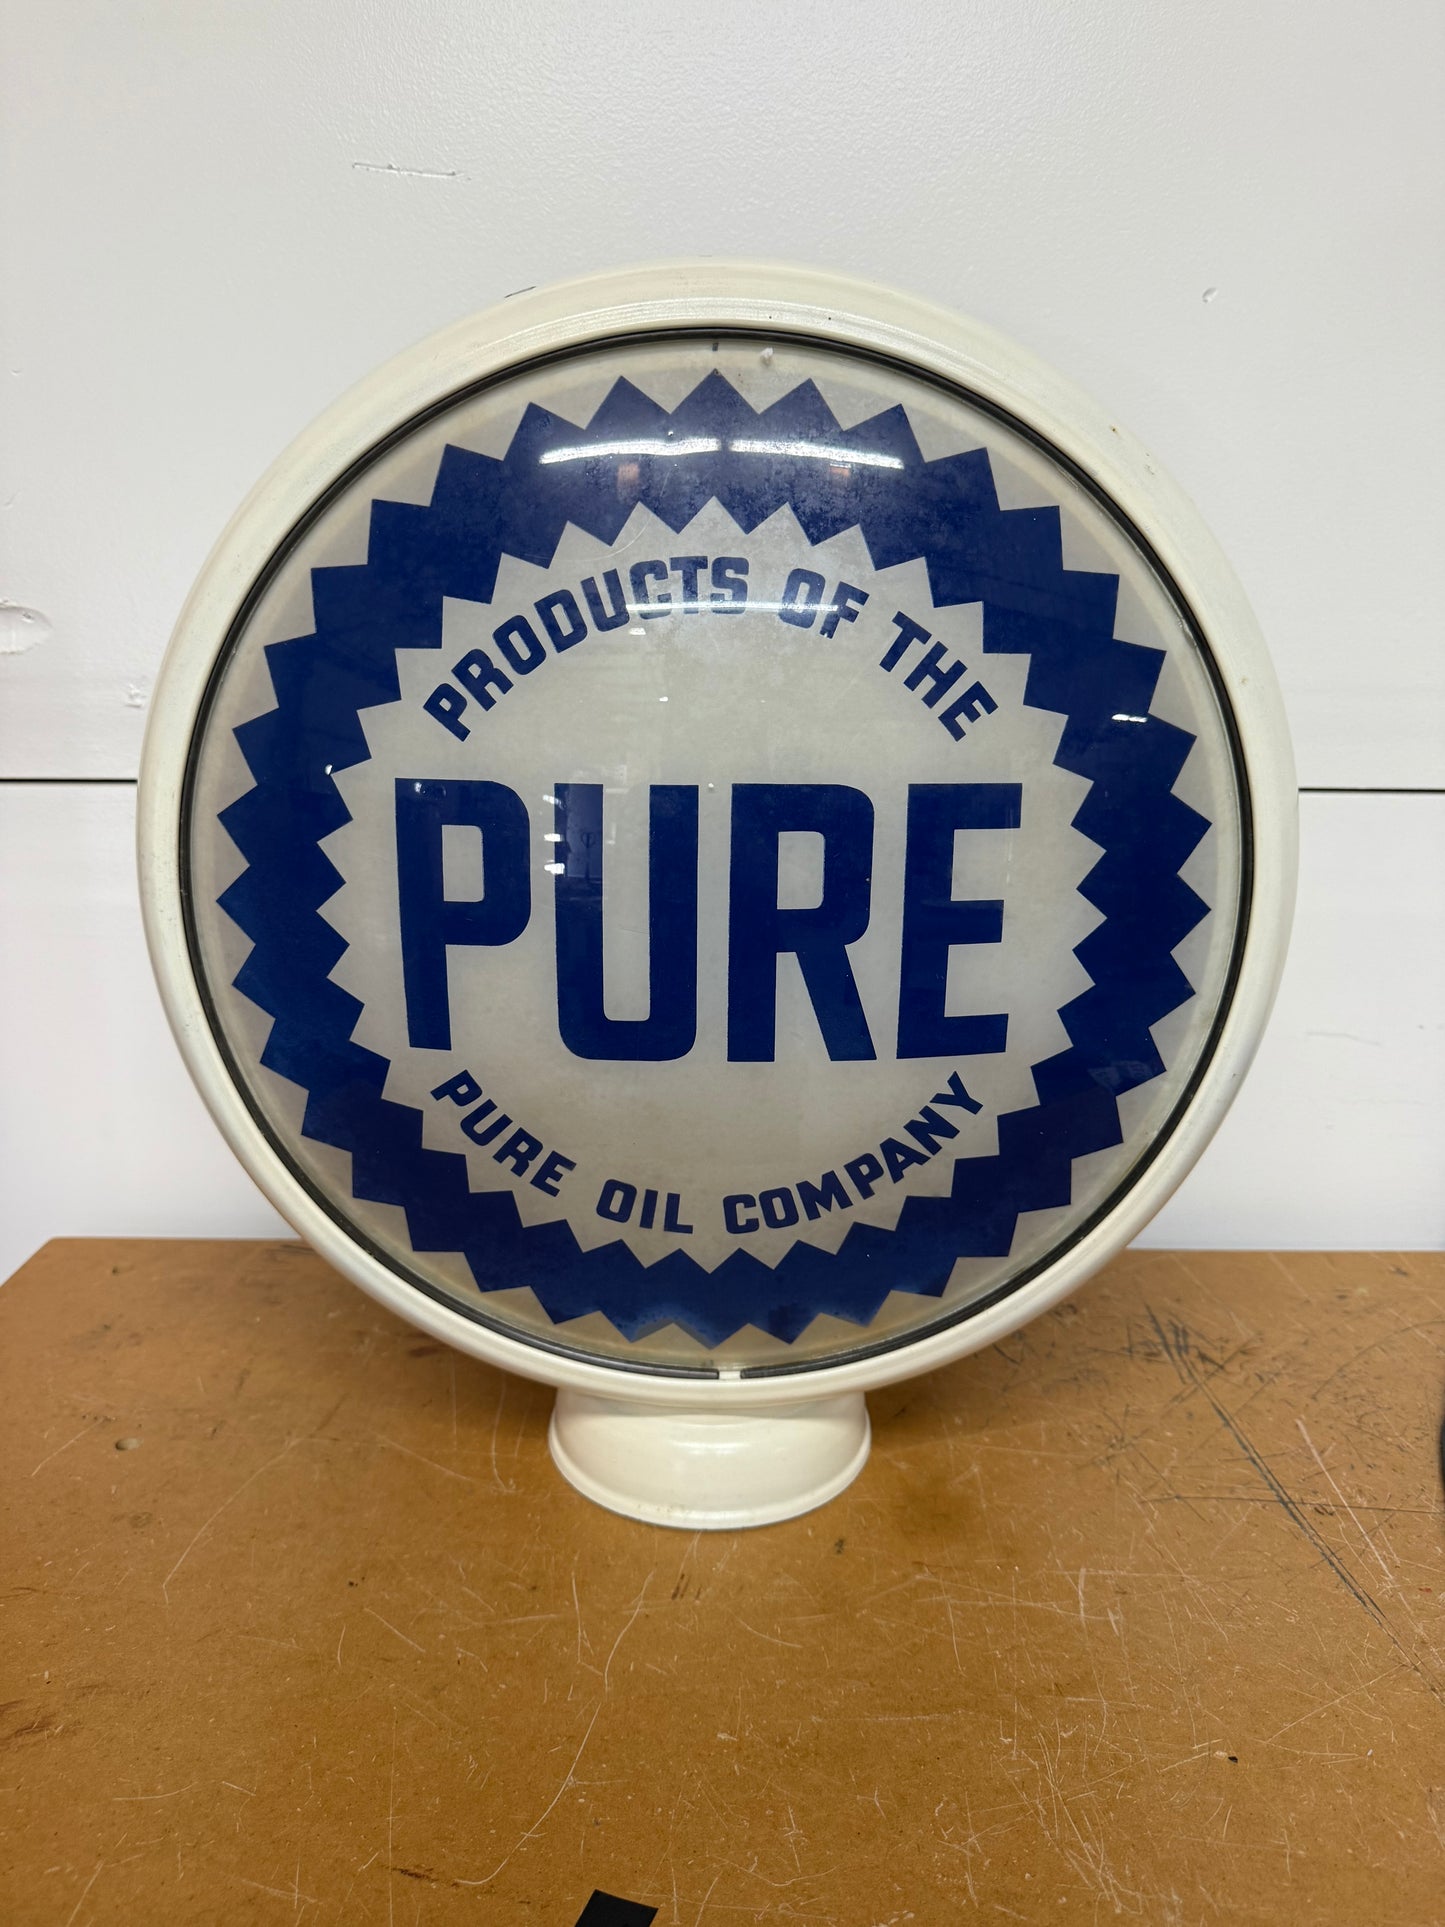 PRODUCTS OF THE
PURE
PURE OIL COMPANY